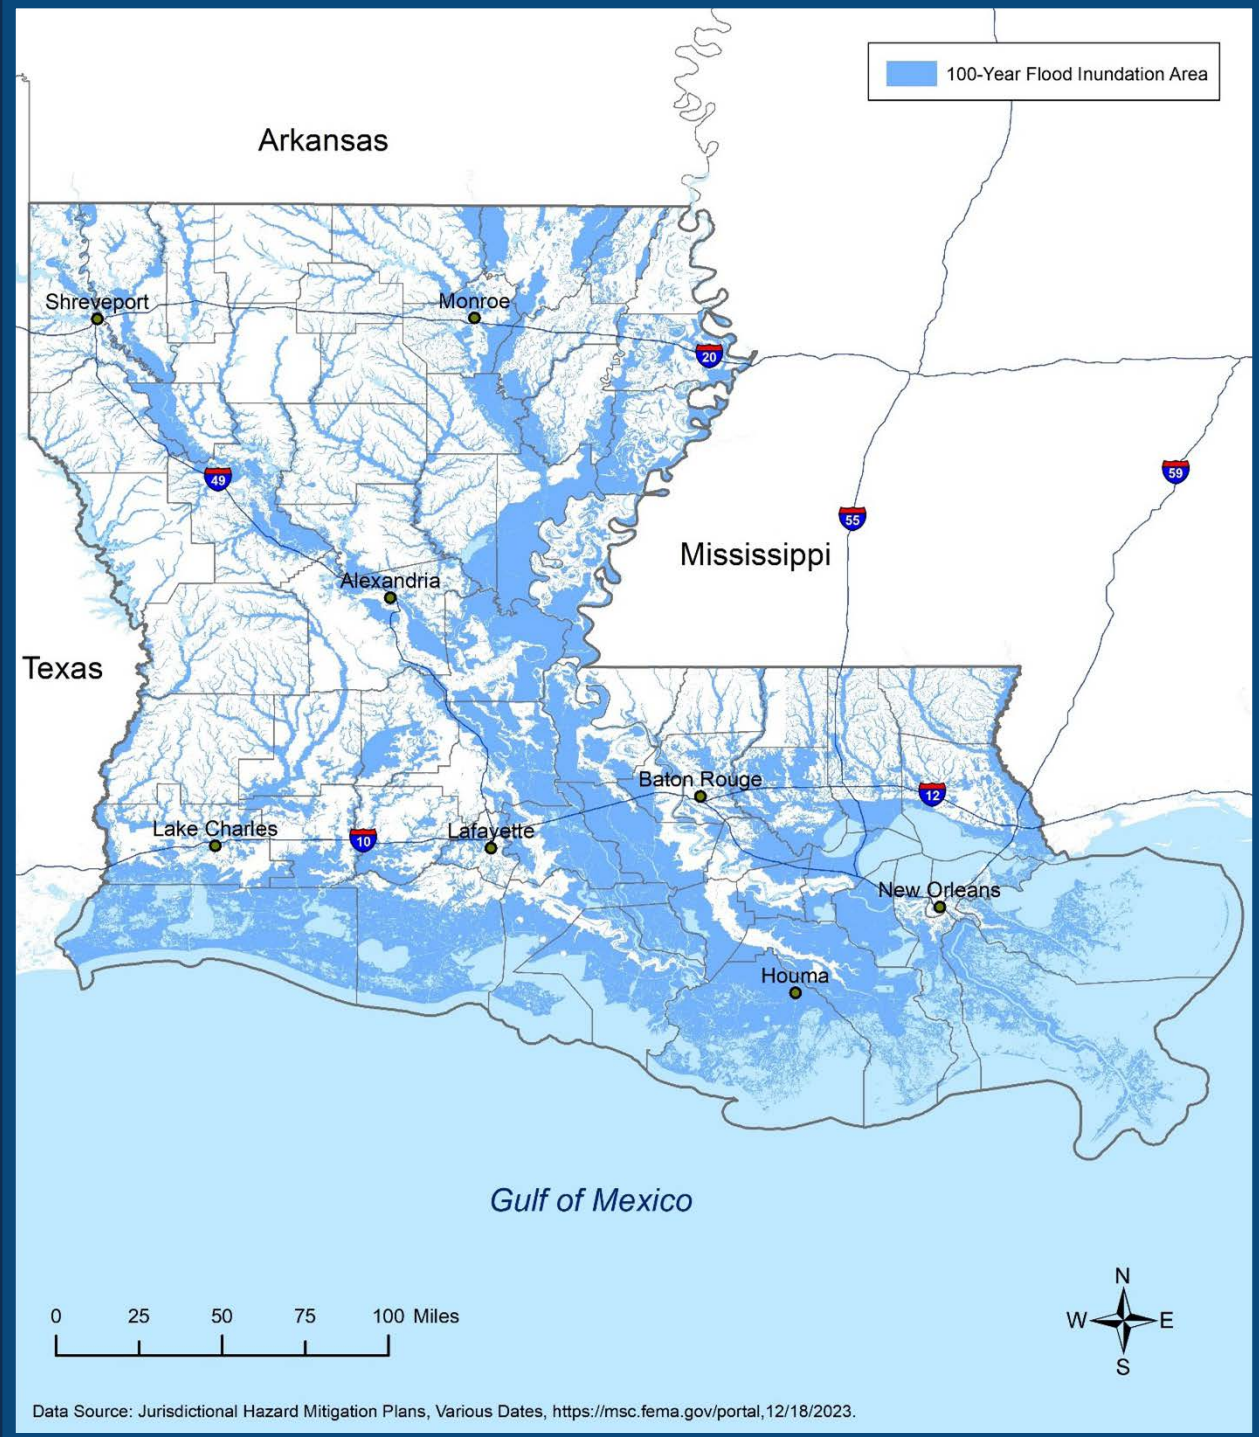 100-Year Flood Inundation Area
Arkansas
Shreveport
Monroe
20
49
59
55
Mississippi
Alexandria
Texas
Baton Rouge
12
Lake Charles
10
Lafayette
New Orleans
Houma
Gulf of Mexico
N
W E
S
0 25 50 75 100 Miles
Data Source: Jurisdictional Hazard Mitigation Plans, Various Dates, https://msc.fema.gov/portal,12/18/2023.